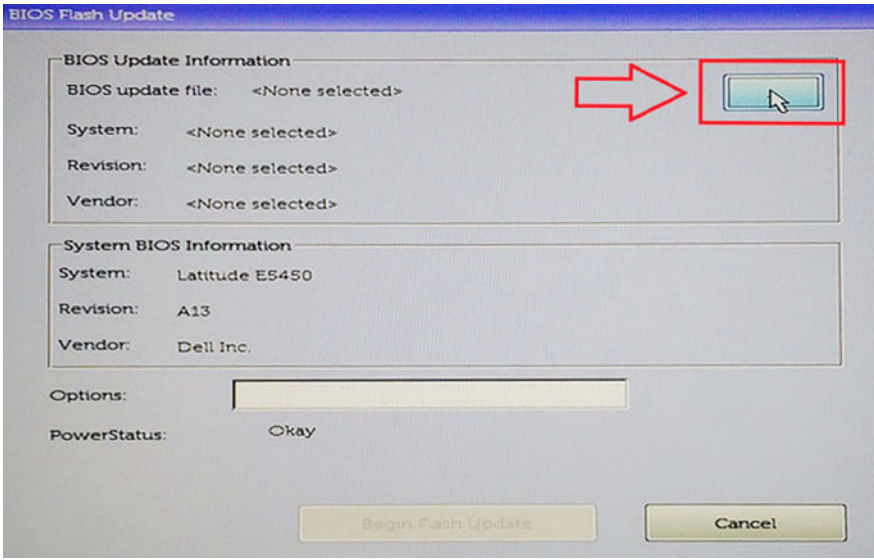 BIOS Flash Update
BIOS Update Information
BIOS update file: <None selected>
System: <None selected>
Revision: <None selected>
Vendor: <None selected>
System BIOS Information
System: Latitude E5450
Revision: A13
Vendor: Dell Inc.
Options:
PowerStatus: Okay
Begin Flash Update Cancel